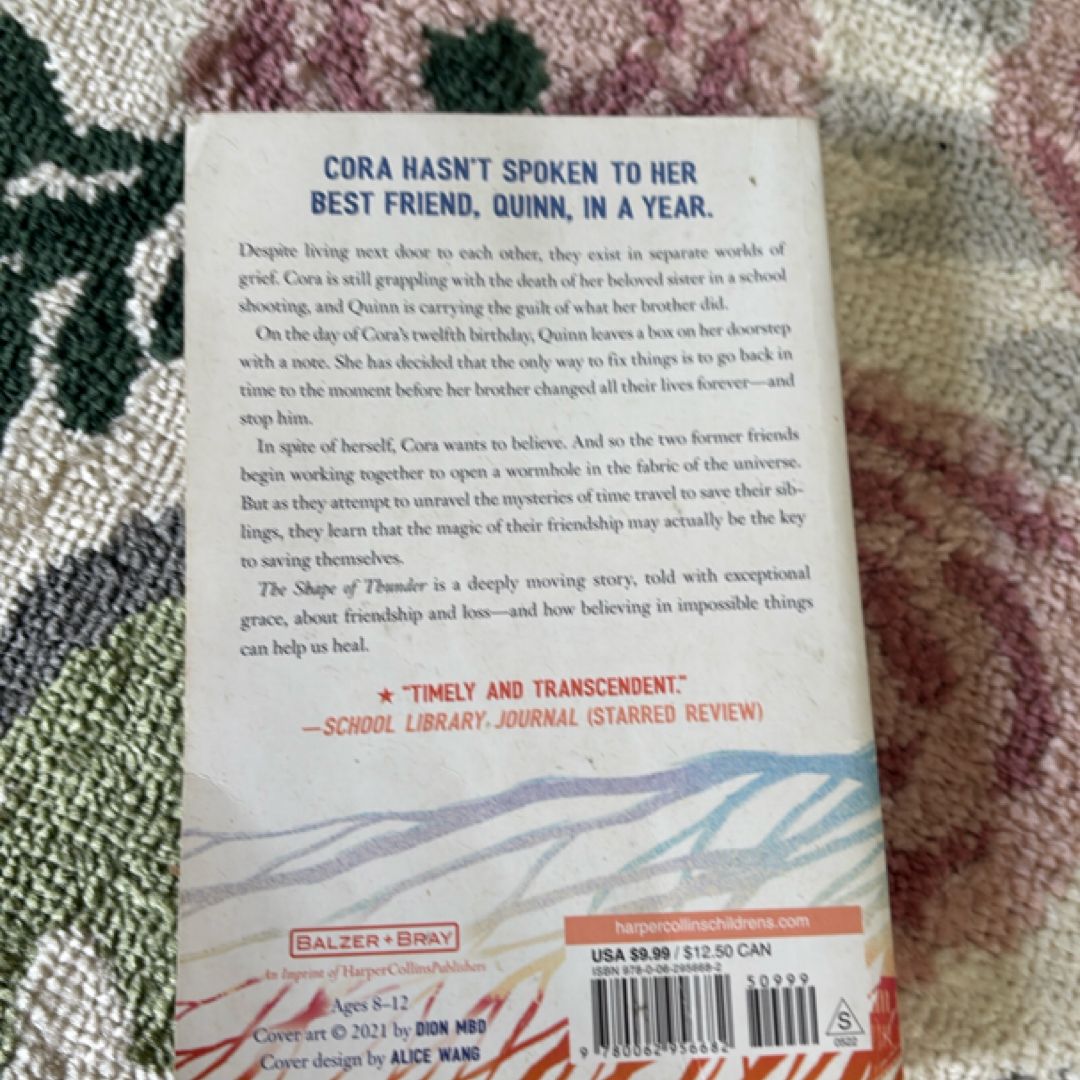 CORA HASN'T SPOKEN TO HER
BEST FRIEND, QUINN, IN A YEAR.
Despite living next door to each other, they exist in separate worlds of
grief. Cora is still grappling with the death of her beloved sister in a school
shooting, and Quinn is carrying the guilt of what her brother did.
On the day of Cora's twelfth birthday, Quinn leaves a box on her doorstep
with a note. She has decided that the only way to fix things is to go back in
time to the moment before her brother changed all their lives forever—and
stop him.
In spite of herself, Cora wants to believe. And so the two former friends
begin working together to open a wormhole in the fabric of the universe.
But as they attempt to unravel the mysteries of time travel to save their sib-
lings, they learn that the magic of their friendship may actually be the key
to saving themselves.
The Shape of Thunder is a deeply moving story, told with exceptional
grace, about friendship and loss—and how believing in impossible things
can help us heal.
★ "TIMELY AND TRANSCENDENT."
—SCHOOL LIBRARY JOURNAL (STARRED REVIEW)
BALZER + BRAY
An Imprint of HarperCollinsPublishers
Ages 8–12
Cover art © 2021 by DION MBD
Cover design by ALICE WANG
harpercollinschildrens.com
USA $9.99 / $12.50 CAN
ISBN 978-0-06-295668-2
50999
9 780062 956682
S
0522